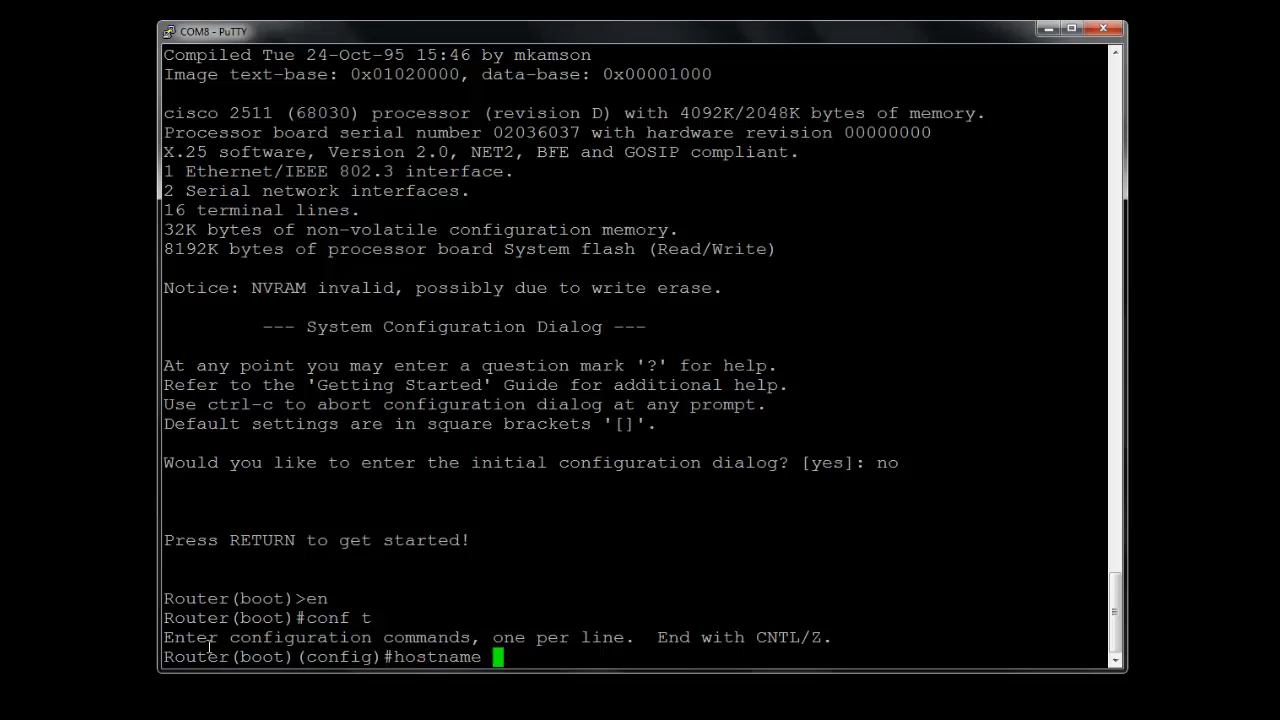 COM8 - PuTTY
Compiled Tue 24-Oct-95 15:46 by mkamson
Image text-base: 0x01020000, data-base: 0x00001000
cisco 2511 (68030) processor (revision D) with 4092K/2048K bytes of memory.
Processor board serial number 02036037 with hardware revision 00000000
X.25 software, Version 2.0, NET2, BFE and GOSIP compliant.
1 Ethernet/IEEE 802.3 interface.
2 Serial network interfaces.
16 terminal lines.
32K bytes of non-volatile configuration memory.
8192K bytes of processor board System flash (Read/Write)
Notice: NVRAM invalid, possibly due to write erase.
--- System Configuration Dialog ---
At any point you may enter a question mark '?' for help.
Refer to the 'Getting Started' Guide for additional help.
Use ctrl-c to abort configuration dialog at any prompt.
Default settings are in square brackets '[]'.
Would you like to enter the initial configuration dialog? [yes]: no
Press RETURN to get started!
Router(boot)>en
Router(boot)#conf t
Enter configuration commands, one per line.  End with CNTL/Z.
Router(boot)(config)#hostname